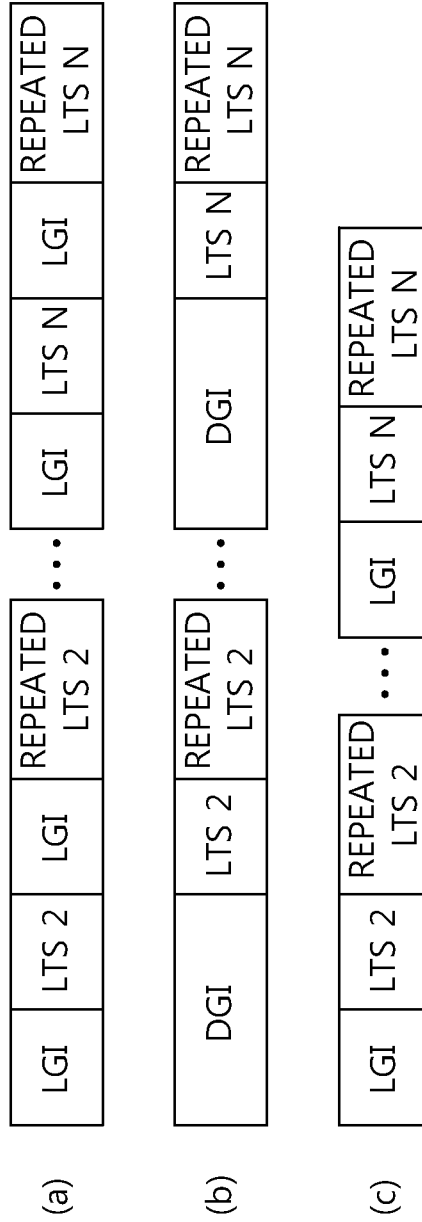 (a)
LGI
LTS 2
LGI
REPEATED
LTS 2
...
LGI
LTS N
LGI
REPEATED
LTS N
(b)
DGI
LTS 2
REPEATED
LTS 2
...
DGI
LTS N
REPEATED
LTS N
(c)
LGI
LTS 2
REPEATED
LTS 2
...
LGI
LTS N
REPEATED
LTS N